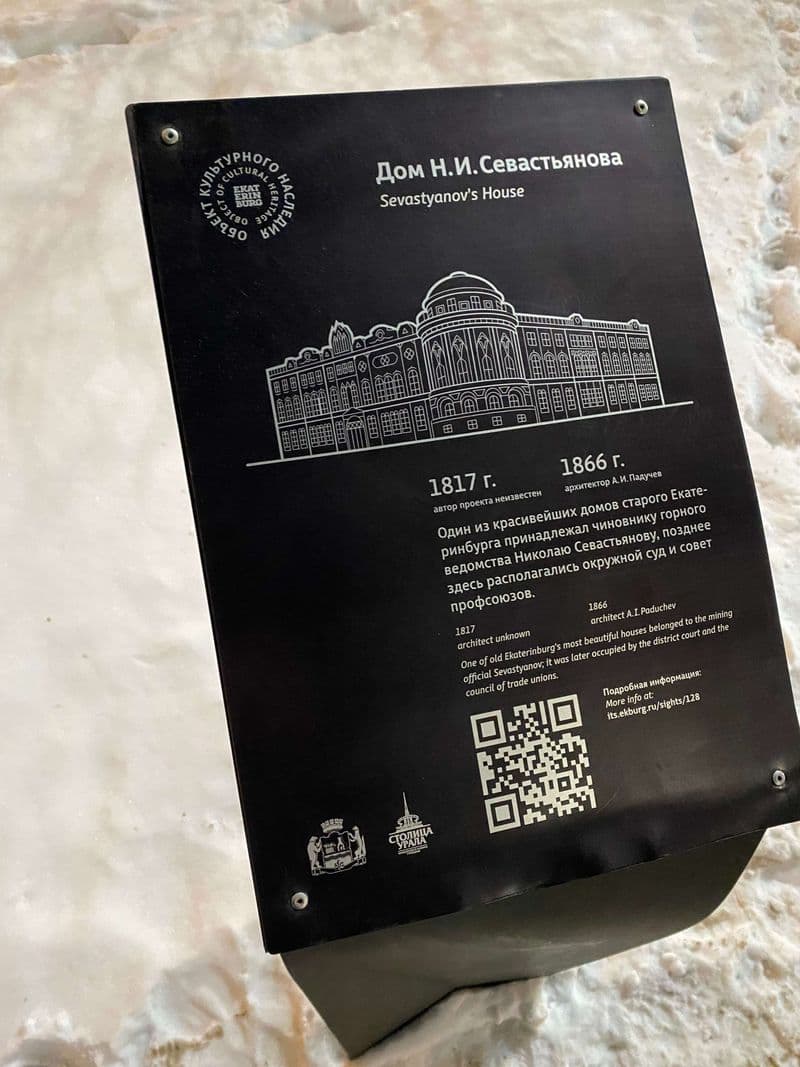 ОБЪЕКТ КУЛЬТУРНОГО НАСЛЕДИЯ
OBJECT OF CULTURAL HERITAGE
EKAT
ERIN
BURG
Дом Н.И.Севастьянова
Sevastyanov's House
1817 г.
автор проекта неизвестен
1866 г.
архитектор А.И.Падучев
Один из красивейших домов старого Екате-
ринбурга принадлежал чиновнику горного
ведомства Николаю Севастьянову, позднее
здесь располагались окружной суд и совет
профсоюзов.
1817
architect unknown
1866
architect A.I.Paduchev
One of old Ekaterinburg's most beautiful houses belonged to the mining
official Sevastyanov; it was later occupied by the district court and the
council of trade unions.
Подробная информация:
More info at:
its.ekburg.ru/sights/128
СТОЛИЦА
УРАЛА